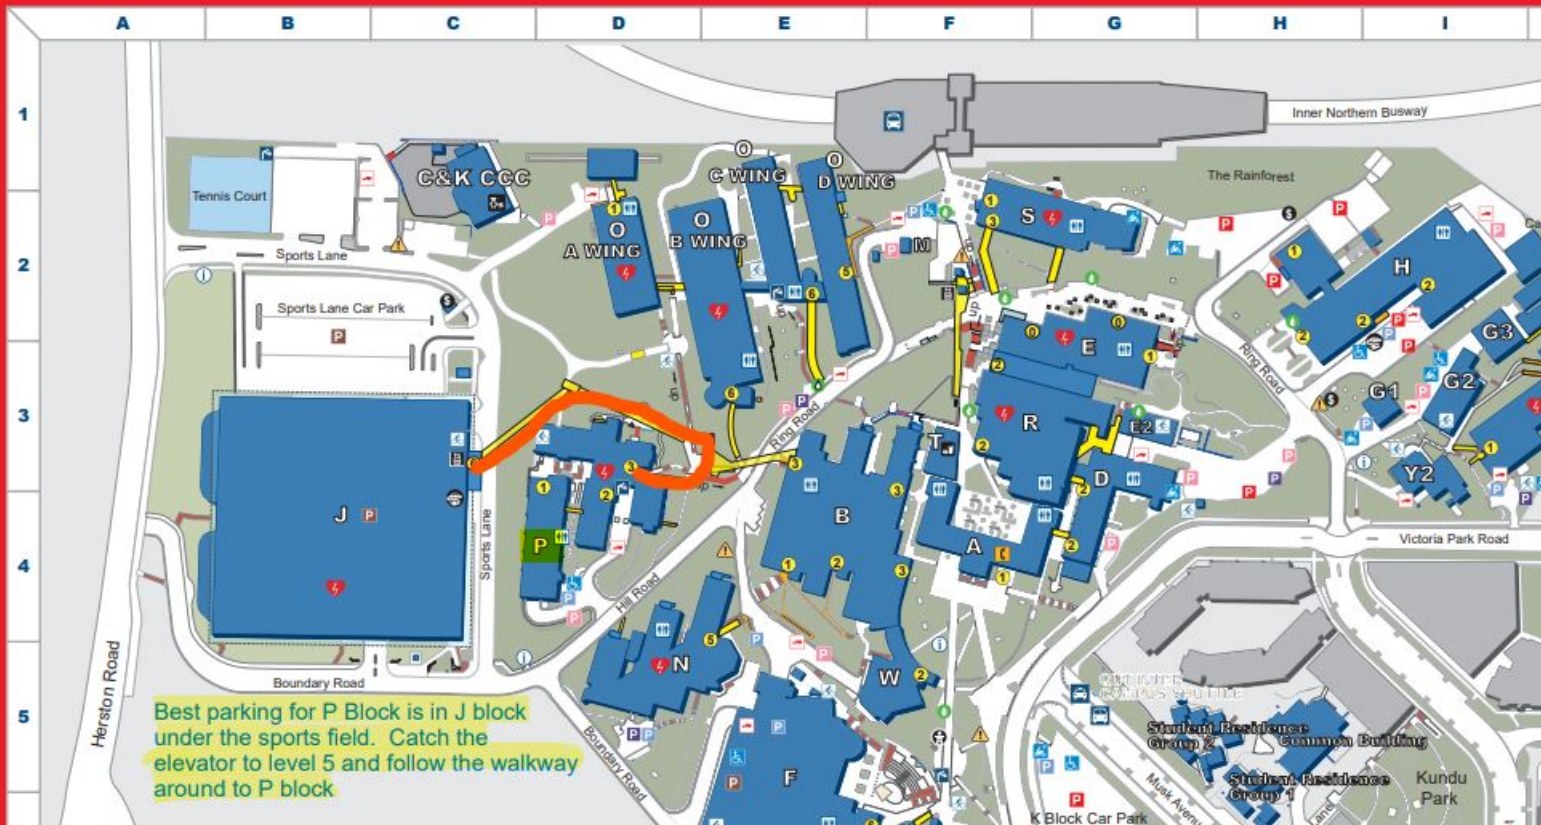 A B C D E F G H I
1
Inner Northern Busway
C&K CCC
O
C WING
O
D WING
The Rainforest
Tennis Court
S
O
A WING
O
B WING
M
2
Sports Lane
H
Sports Lane Car Park
E
G3
Ring Road
G1
G2
3
Ring Road
R
E2
T
D
Y2
J
B
P
Sports Lane
A
Victoria Park Road
4
Hill Road
N
W
Herston Road
Boundary Road
5
Best parking for P Block is in J block
under the sports field. Catch the
elevator to level 5 and follow the walkway
around to P block
Boundary Road
F
Student Residence
Group 2
Common Building
Student Residence
Group 1
Kundu
Park
K Block Car Park